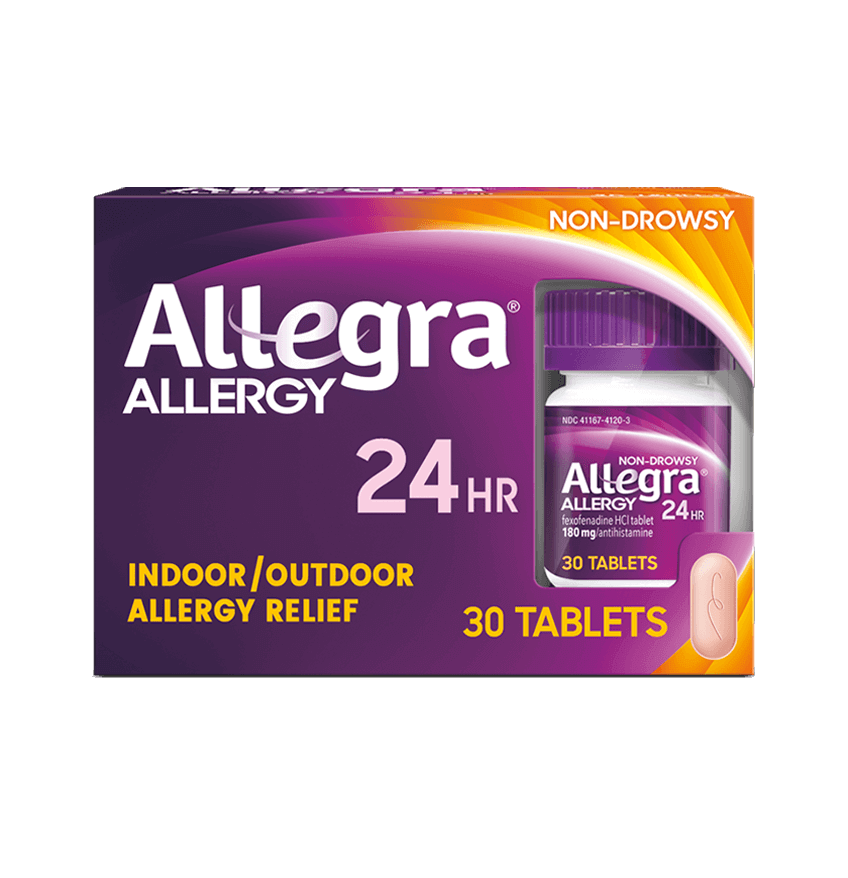 NON-DROWSY
Allegra®
ALLERGY
24 HR
INDOOR/OUTDOOR
ALLERGY RELIEF
30 TABLETS
NDC 41167-4120-3
NON-DROWSY
Allegra®
ALLERGY
24 HR
fexofenadine HCl tablet
180 mg/antihistamine
30 TABLETS